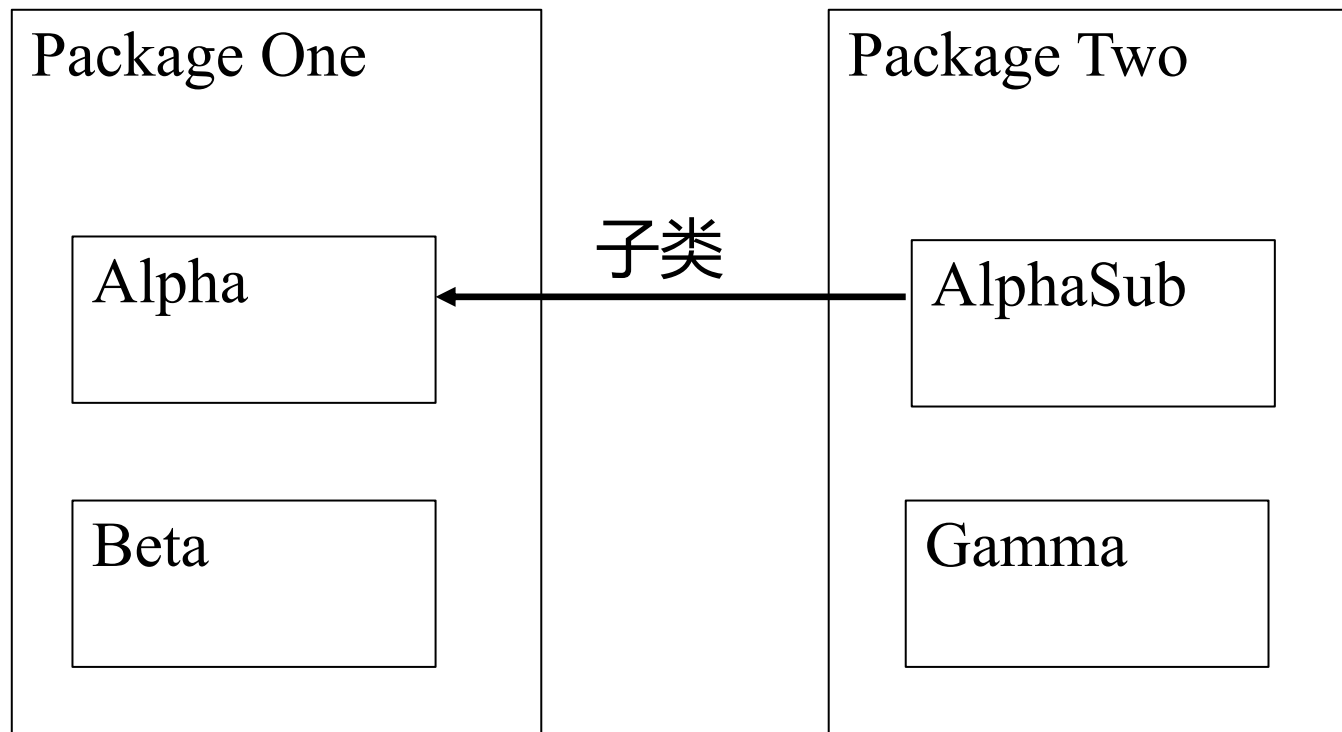 Package One
Package Two
子类
Alpha
AlphaSub
Beta
Gamma